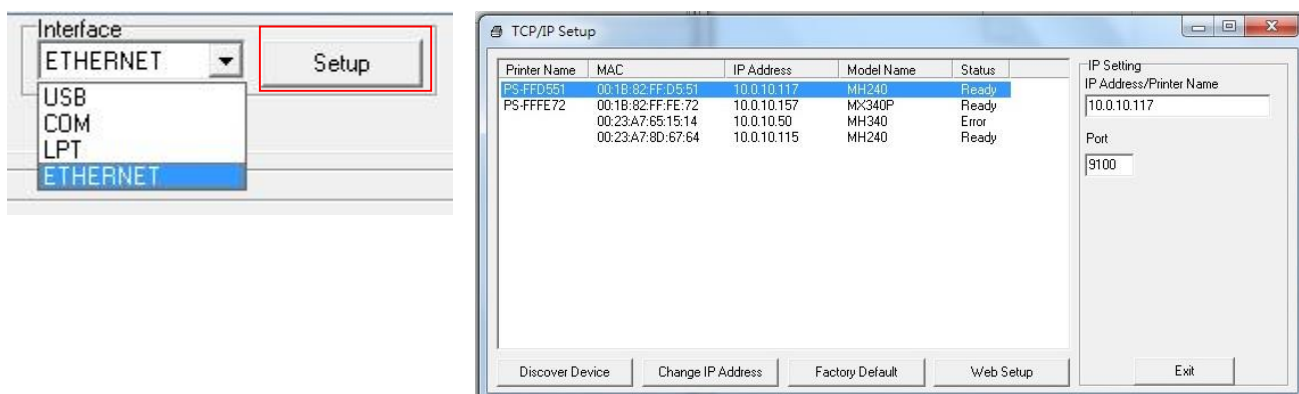 Interface
ETHERNET Setup
USB
COM
LPT
ETHERNET
TCP/IP Setup
Printer Name MAC IP Address Model Name Status
PS-FFD551 00:1B:82:FF:D5:51 10.0.10.117 MH240 Ready
PS-FFFE72 00:1B:82:FF:FE:72 10.0.10.157 MX340P Ready
00:23:A7:65:15:14 10.0.10.50 MH340 Error
00:23:A7:8D:67:64 10.0.10.115 MH240 Ready
IP Setting
IP Address/Printer Name
10.0.10.117
Port
9100
Discover Device Change IP Address Factory Default Web Setup Exit